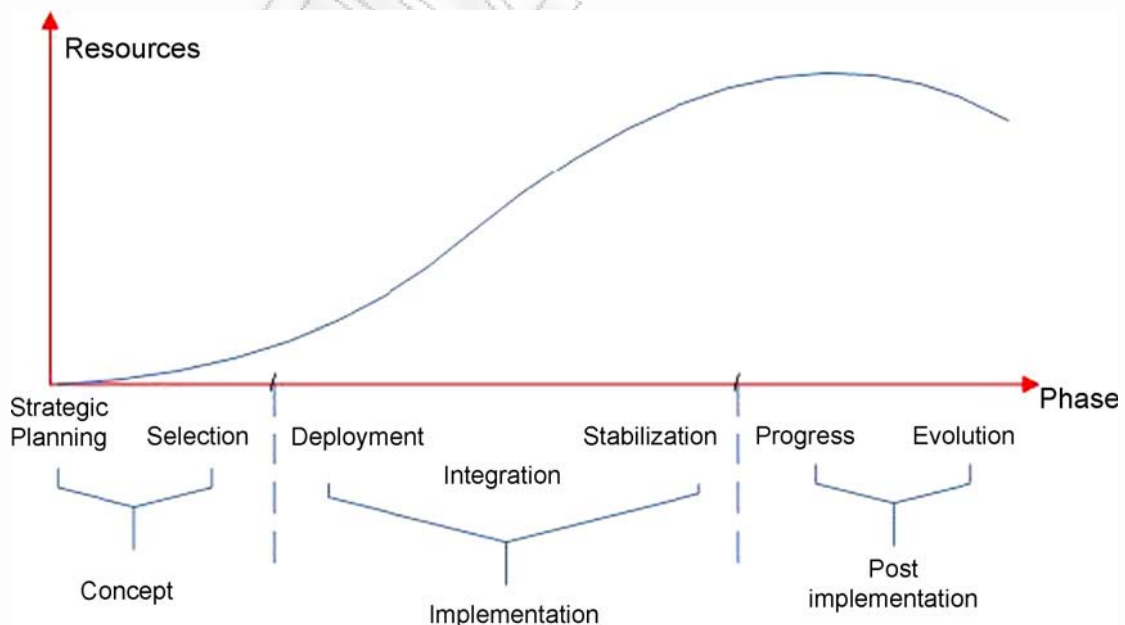 Resources
Phase
Strategic
Planning
Selection
Deployment
Integration
Stabilization
Progress
Evolution
Concept
Implementation
Post
implementation